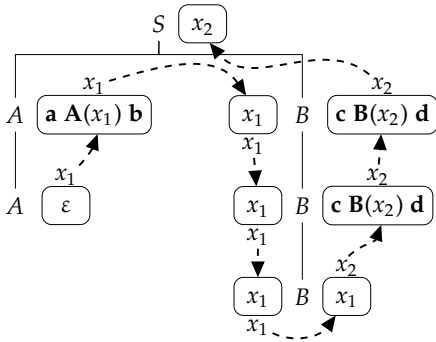 S x₂
x₁ x₂
A a A(x₁) b x₁ B c B(x₂) d
x₁ x₁ x₂
A ε x₁ B c B(x₂) d
x₁ x₂
x₁ B x₁
x₁